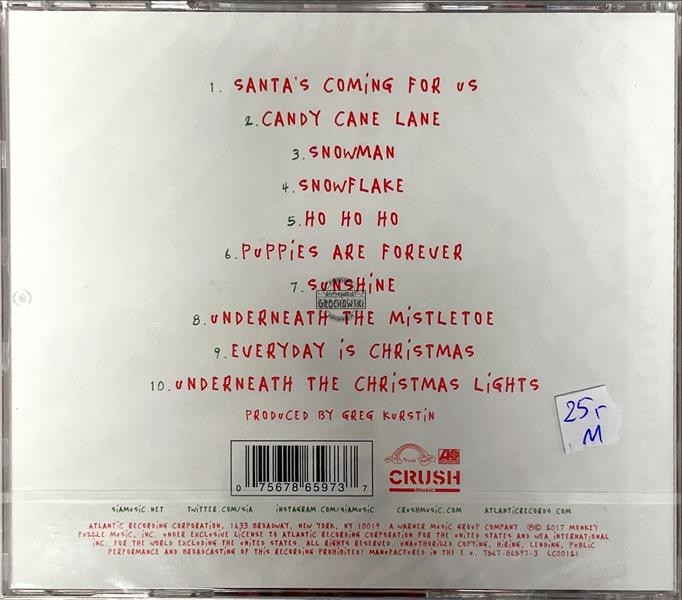 1. SANTA'S COMiNG FOR US
2. CANDY CANE LANE
3. SNOWMAN
4. SNOWFLAKE
5. HO HO HO
6. PUPPiES ARE FOREVER
7. SUNSHiNE
GROCHOWSKI
8. UNDERNEATH THE MiSTLETOE
9. EVERYDAY iS CHRiSTMAS
10. UNDERNEATH THE CHRiSTMAS LiGHTS
PRODUCED BY GREG KURSTiN
25,-
M
0 75678 65973 7
CRUSH
music
SiAMUSiC.NET TWiTTER.COM/SiA iNSTAGRAM.COM/SiAMUSiC CRUSHMUSiC.COM ATLANTiCRECORDS.COM
ATLANTiC RECORDiNG CORPORATiON, 1633 BROADWAY, NEW YORK, NY 10019. A WARNER MUSiC GROUP COMPANY. ℗© 2017 MONKEY
PUZZLE MUSiC, iNC. UNDER EXCLUSiVE LiCENSE TO ATLANTiC RECORDiNG CORPORATiON FOR THE UNiTED STATES AND WEA iNTERNATiONAL
iNC. FOR THE WORLD EXCLUDiNG THE UNiTED STATES. ALL RiGHTS RESERVED. UNAUTHORiZED COPYiNG, HiRiNG, LENDiNG, PUBLiC
PERFORMANCE AND BROADCASTiNG OF THiS RECORDiNG PROHiBiTED! MANUFACTURED iN THE E.U. 7567-86597-3 LC00121